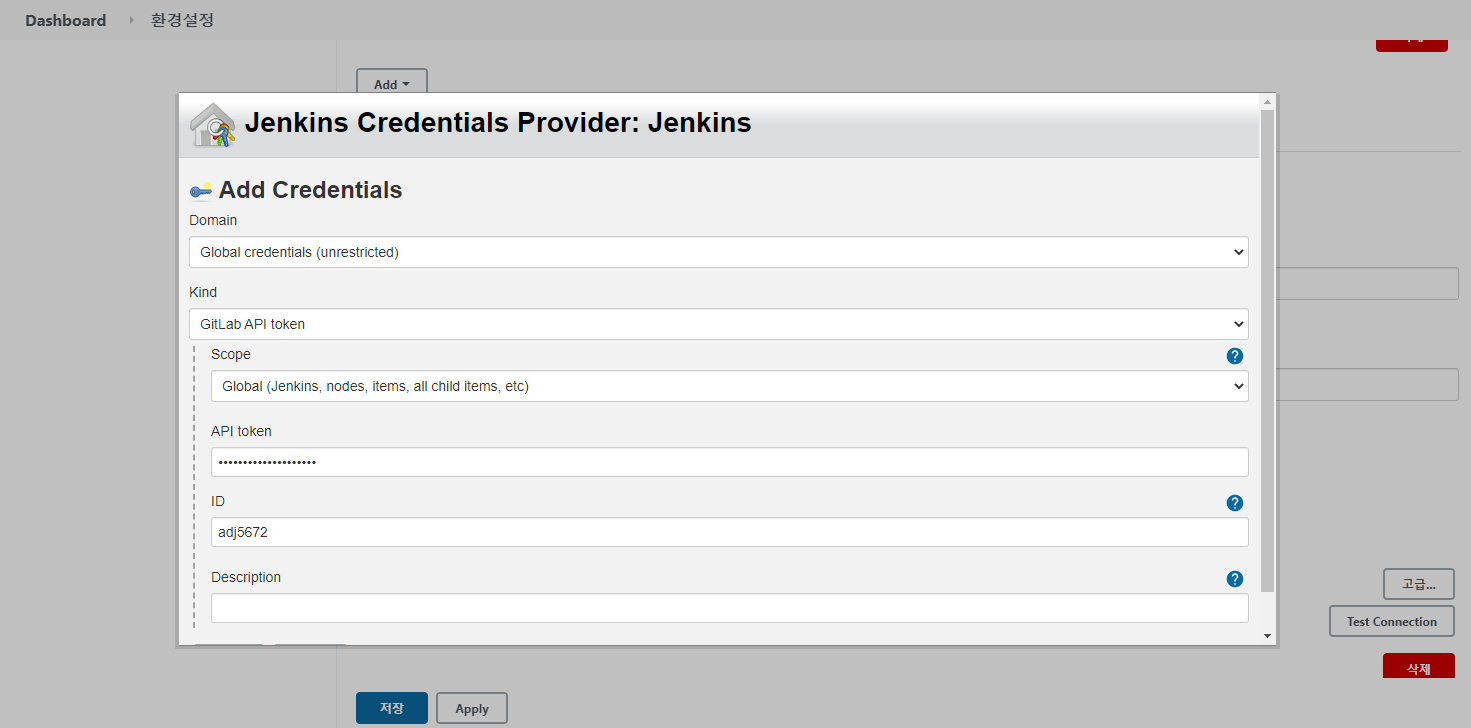 Dashboard
환경설정
Add
Jenkins Credentials Provider: Jenkins
Add Credentials
Domain
Global credentials (unrestricted)
Kind
GitLab API token
Scope
Global (Jenkins, nodes, items, all child items, etc)
API token
••••••••••••••••••••
ID
adj5672
Description
고급...
Test Connection
삭제
저장
Apply